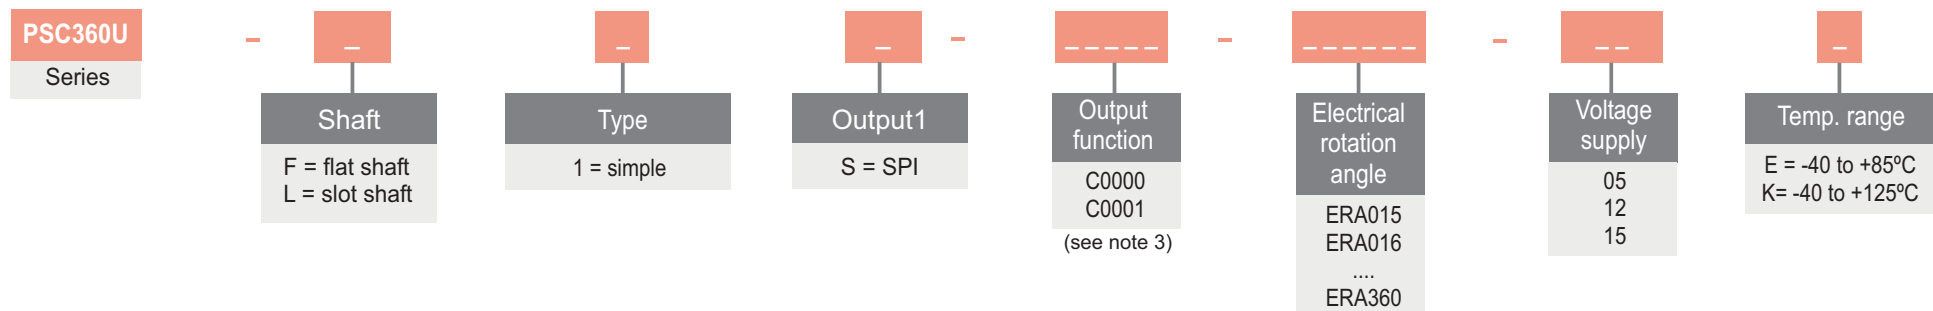 PSC360U - _ _ _ - _ _ _ _ _ - _ _ _ _ _ _ - _ _ _
Series
Shaft
F = flat shaft
L = slot shaft
Type
1 = simple
Output1
S = SPI
Output
function
C0000
C0001
(see note 3)
Electrical
rotation
angle
ERA015
ERA016
....
ERA360
Voltage
supply
05
12
15
Temp. range
E = -40 to +85ºC
K= -40 to +125ºC